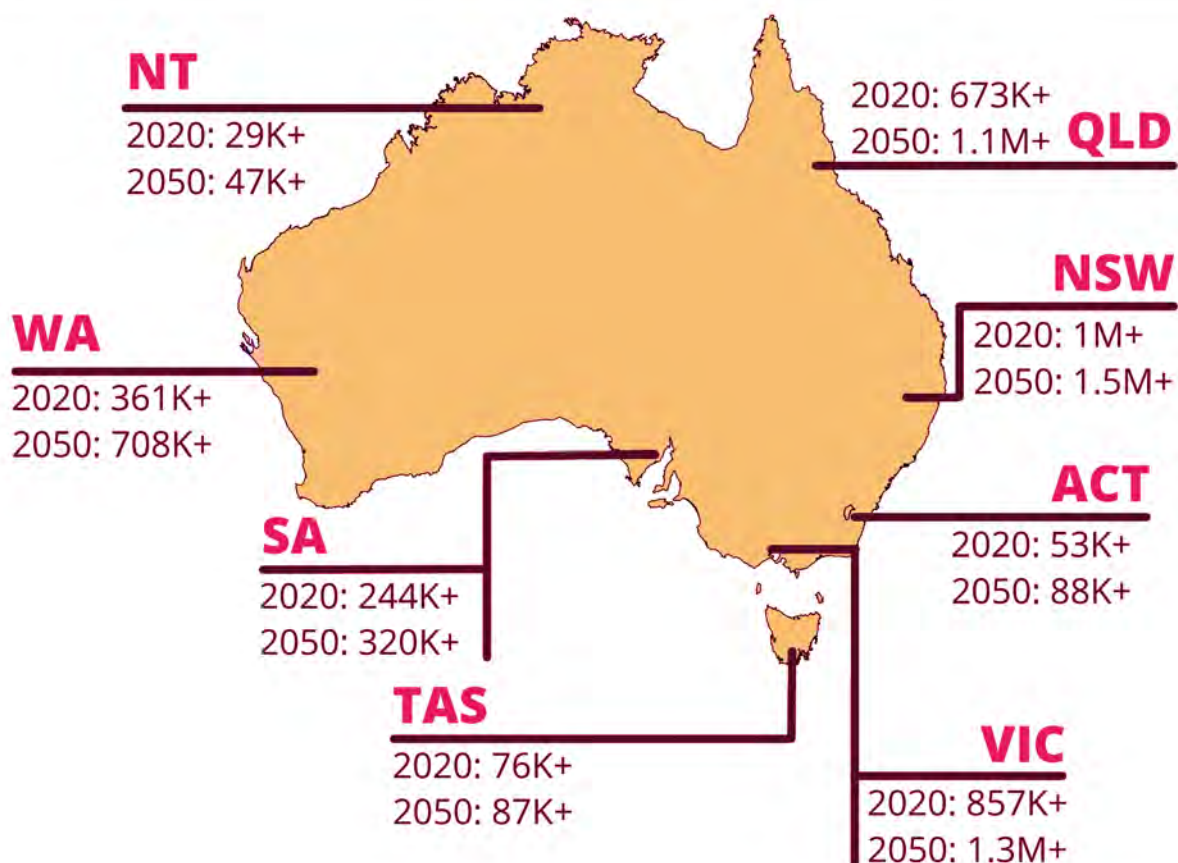 NT
2020: 29K+
2050: 47K+
2020: 673K+
2050: 1.1M+
QLD
NSW
2020: 1M+
2050: 1.5M+
WA
2020: 361K+
2050: 708K+
ACT
2020: 53K+
2050: 88K+
SA
2020: 244K+
2050: 320K+
TAS
2020: 76K+
2050: 87K+
VIC
2020: 857K+
2050: 1.3M+